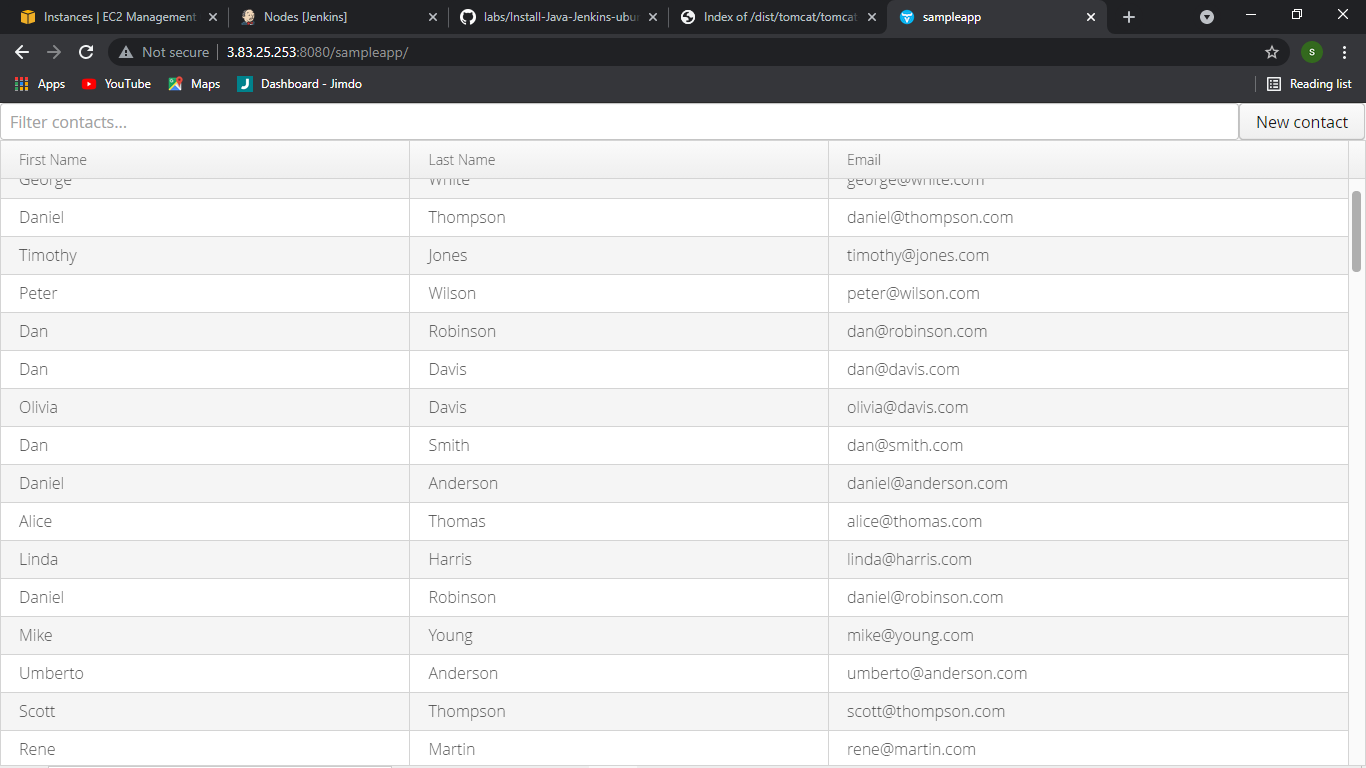 Instances | EC2 Management Nodes [Jenkins] labs/Install-Java-Jenkins-ubu Index of /dist/tomcat/tomcat sampleapp
Not secure 3.83.25.253:8080/sampleapp/ s
Apps YouTube Maps J Dashboard - Jimdo Reading list
Filter contacts... New contact
First Name Last Name Email
George White george@white.com
Daniel Thompson daniel@thompson.com
Timothy Jones timothy@jones.com
Peter Wilson peter@wilson.com
Dan Robinson dan@robinson.com
Dan Davis dan@davis.com
Olivia Davis olivia@davis.com
Dan Smith dan@smith.com
Daniel Anderson daniel@anderson.com
Alice Thomas alice@thomas.com
Linda Harris linda@harris.com
Daniel Robinson daniel@robinson.com
Mike Young mike@young.com
Umberto Anderson umberto@anderson.com
Scott Thompson scott@thompson.com
Rene Martin rene@martin.com